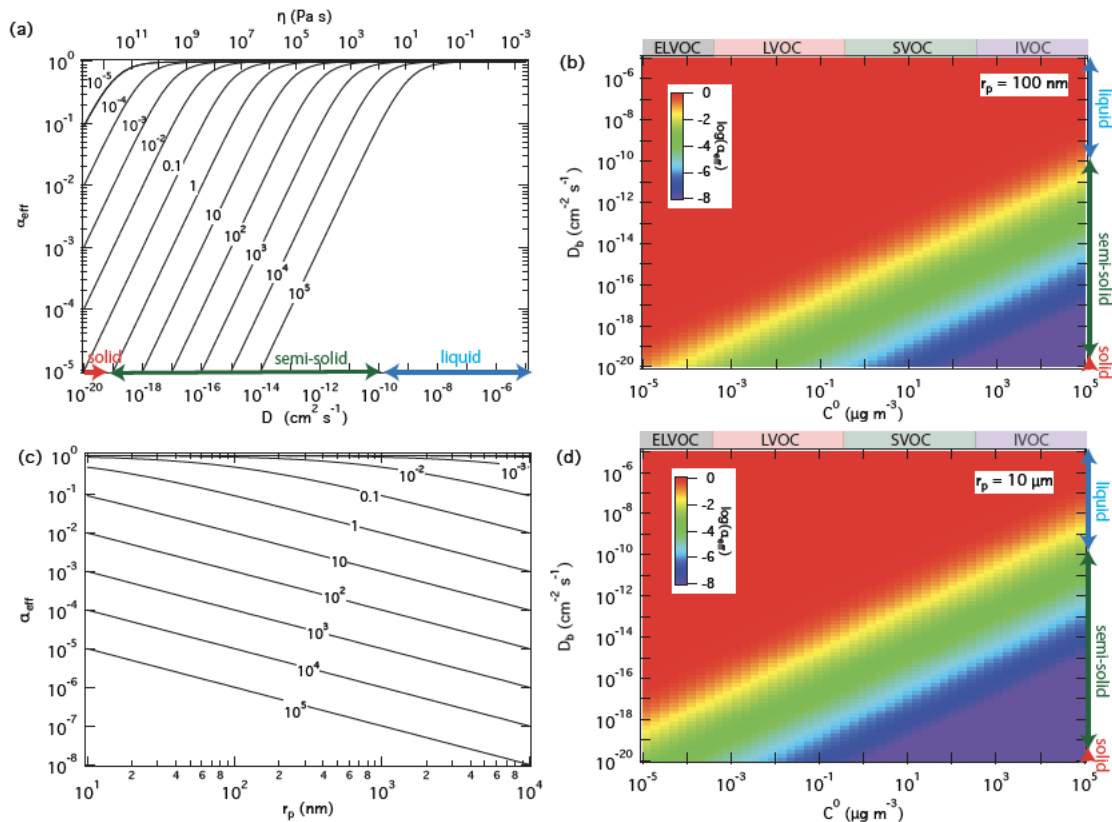 (a)
η (Pa s)
10^11 10^9 10^7 10^5 10^3 10^1 10^-1 10^-3
10^0
10^-1
10^-2
10^-3
10^-4
10^-5
α_eff
10^-5
10^-4
10^-3
10^-2
0.1
1
10
10^2
10^3
10^4
10^5
solid semi-solid liquid
10^-20 10^-18 10^-16 10^-14 10^-12 10^-10 10^-8 10^-6
D (cm^2 s^-1)
ELVOC LVOC SVOC IVOC
(b)
r_p = 100 nm
0
-2
-4
-6
-8
log(α_eff)
10^-6
10^-8
10^-10
10^-12
10^-14
10^-16
10^-18
10^-20
D_b (cm^-2 s^-1)
liquid
semi-solid
solid
10^-5 10^-3 10^-1 10^1 10^3 10^5
C^0 (μg m^-3)
(c)
10^0
10^-1
10^-2
10^-3
10^-4
10^-5
10^-6
10^-7
10^-8
α_eff
10^-3
10^-2
0.1
1
10
10^2
10^3
10^4
10^5
10^1 2 4 6 8 10^2 2 4 6 8 10^3 2 4 6 8 10^4
r_p (nm)
ELVOC LVOC SVOC IVOC
(d)
r_p = 10 μm
0
-2
-4
-6
-8
log(α_eff)
10^-6
10^-8
10^-10
10^-12
10^-14
10^-16
10^-18
10^-20
D_b (cm^-2 s^-1)
liquid
semi-solid
solid
10^-5 10^-3 10^-1 10^1 10^3 10^5
C^0 (μg m^-3)